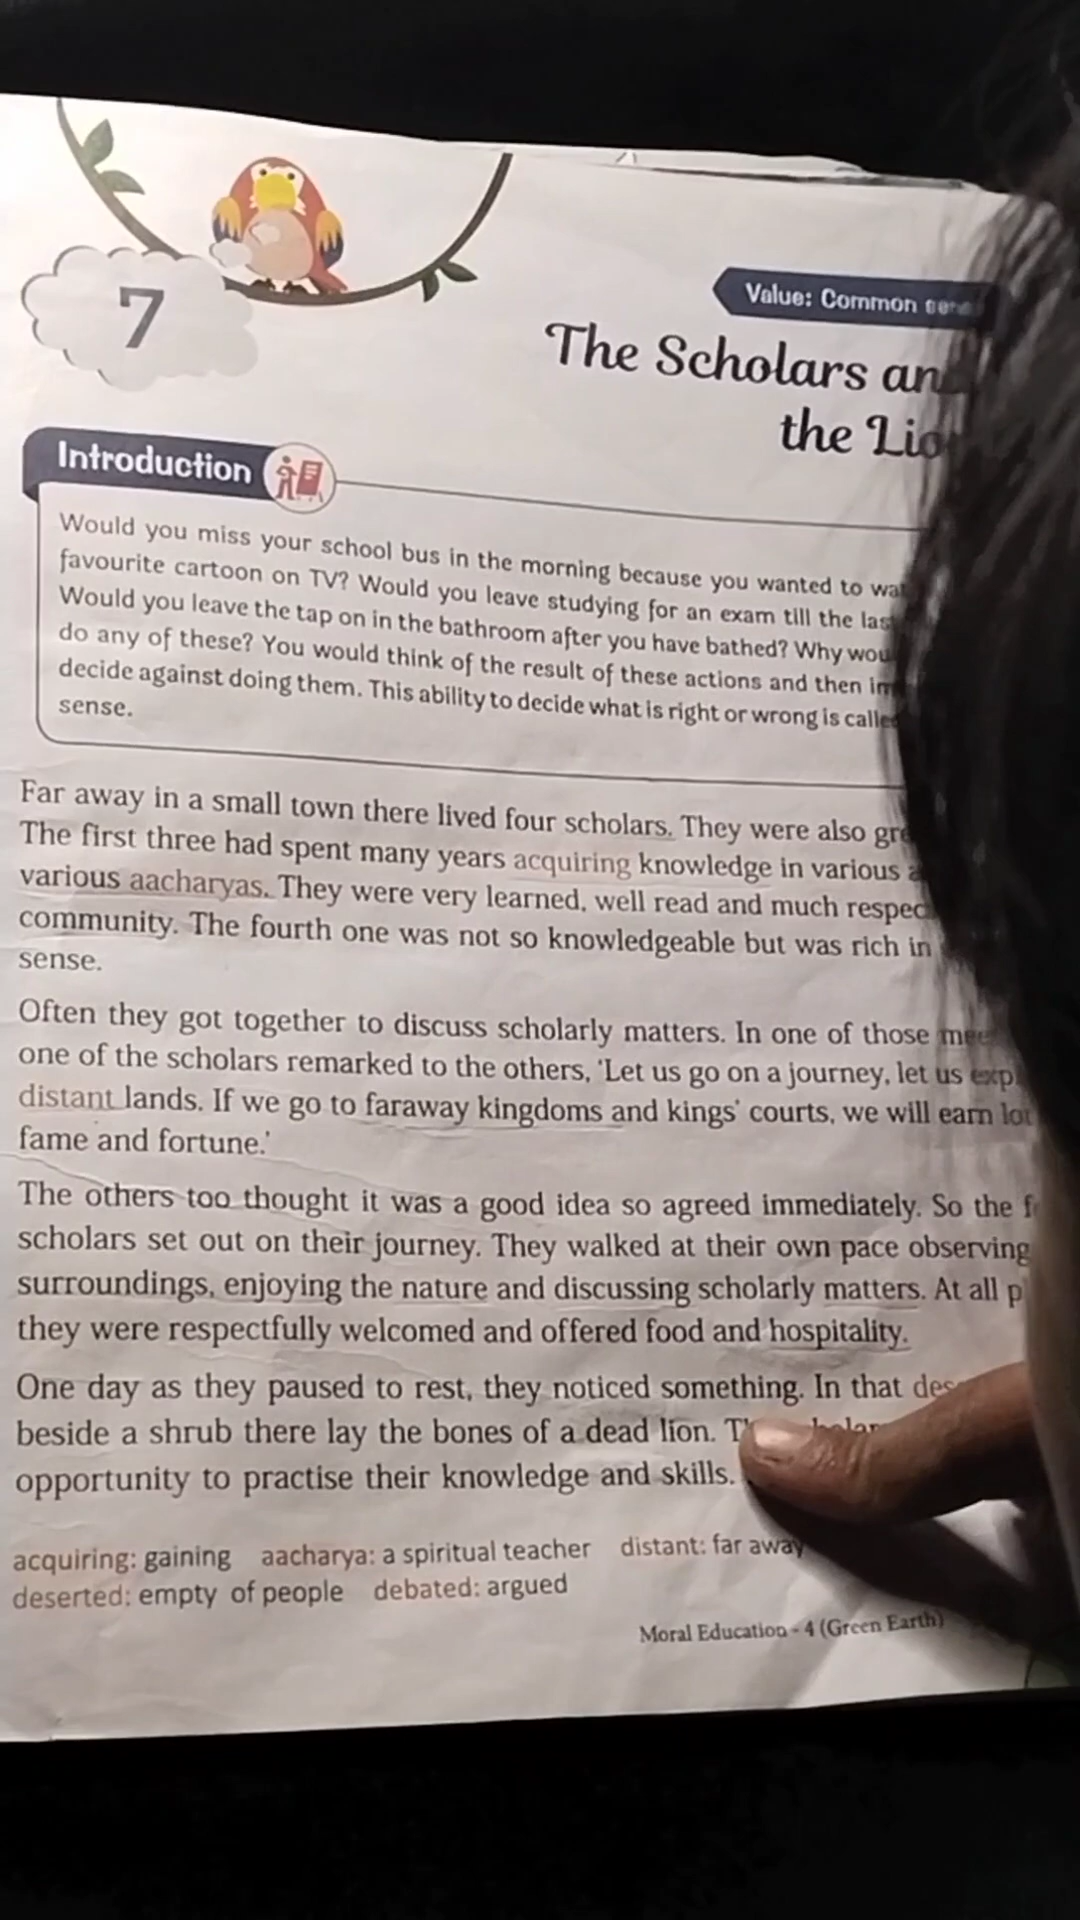 7
Value: Common
The Scholars
the
Introduction
Would you miss your school bus in the morning because you wanted to
favourite cartoon on TV? Would you leave studying for an exam till the
Would you leave the tap on in the bathroom after you have bathed? Why
do any of these? You would think of the result of these actions and then
decide against doing them. This ability to decide what is right or wrong is
sense.
Far away in a small town there lived four scholars. They were also
The first three had spent many years acquiring knowledge in various
various aacharyas. They were very learned, well read and much
community. The fourth one was not so knowledgeable but was rich in
sense.
Often they got together to discuss scholarly matters. In one of those
one of the scholars remarked to the others, 'Let us go on a journey, let us
distant lands. If we go to faraway kingdoms and kings' courts, we will earn
fame and fortune.'
The others too thought it was a good idea so agreed immediately. So the
scholars set out on their journey. They walked at their own pace observing
surroundings, enjoying the nature and discussing scholarly matters. At all
they were respectfully welcomed and offered food and hospitality.
One day as they paused to rest, they noticed something. In that
beside a shrub there lay the bones of a dead lion.
opportunity to practise their knowledge and skills.
acquiring: gaining aacharya: a spiritual teacher distant: far away
deserted: empty of people debated: argued
Moral Education - 4 (Green Earth)